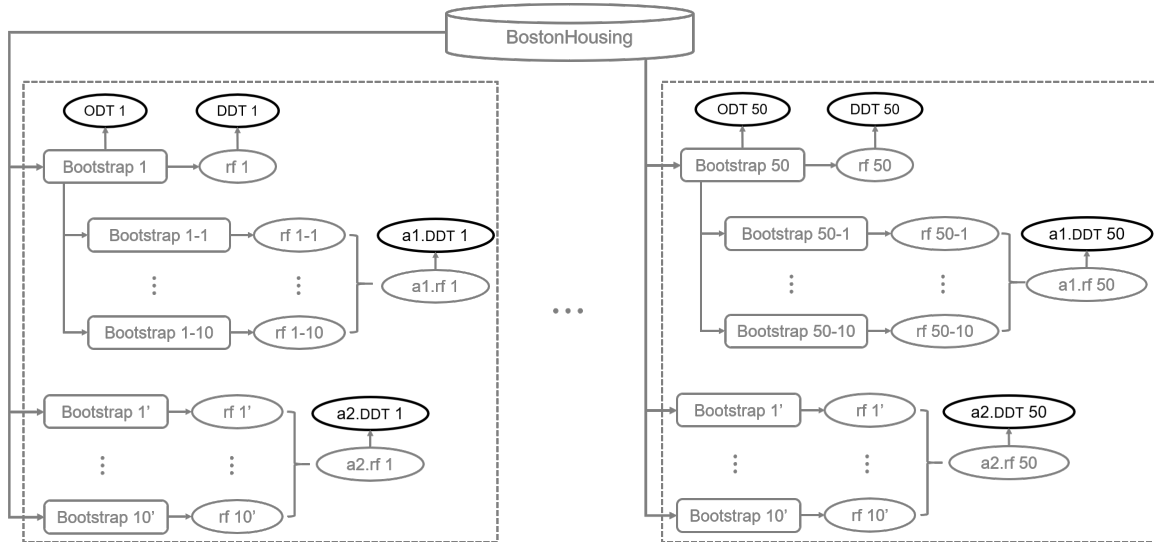 BostonHousing
ODT 1
DDT 1
Bootstrap 1
rf 1
Bootstrap 1-1
rf 1-1
a1.DDT 1
a1.rf 1
Bootstrap 1-10
rf 1-10
Bootstrap 1’
rf 1’
a2.DDT 1
a2.rf 1
Bootstrap 10’
rf 10’
...
ODT 50
DDT 50
Bootstrap 50
rf 50
Bootstrap 50-1
rf 50-1
a1.DDT 50
a1.rf 50
Bootstrap 50-10
rf 50-10
Bootstrap 1’
rf 1’
a2.DDT 50
a2.rf 50
Bootstrap 10’
rf 10’